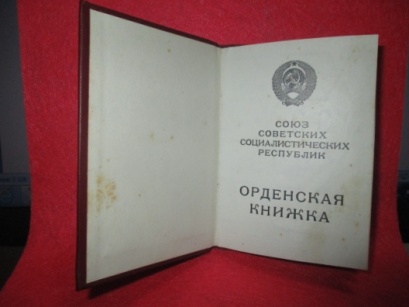 СОЮЗ
СОВЕТСКИХ
СОЦИАЛИСТИЧЕСКИХ
РЕСПУБЛИК
ОРДЕНСКАЯ
КНИЖКА